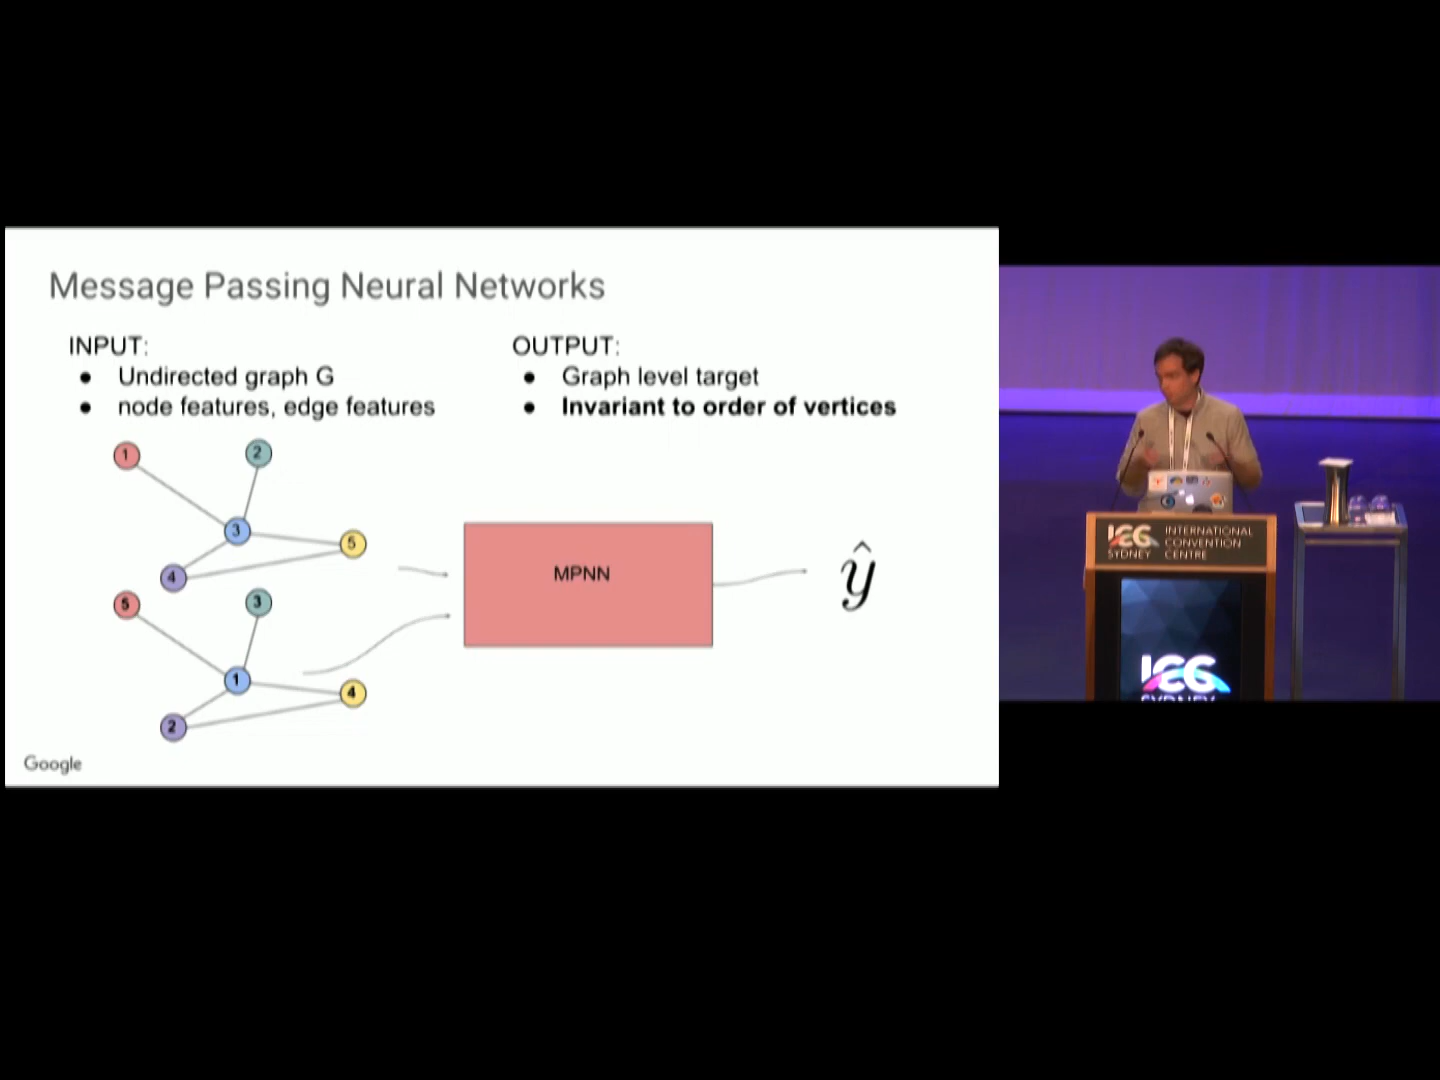 Message Passing Neural Networks
INPUT:
● Undirected graph G
● node features, edge features
OUTPUT:
● Graph level target
● Invariant to order of vertices
1
2
3
5
4
5
3
1
4
2
MPNN
ŷ
Google
ICC
SYDNEY
INTERNATIONAL
CONVENTION
CENTRE
ICC
SYDNEY